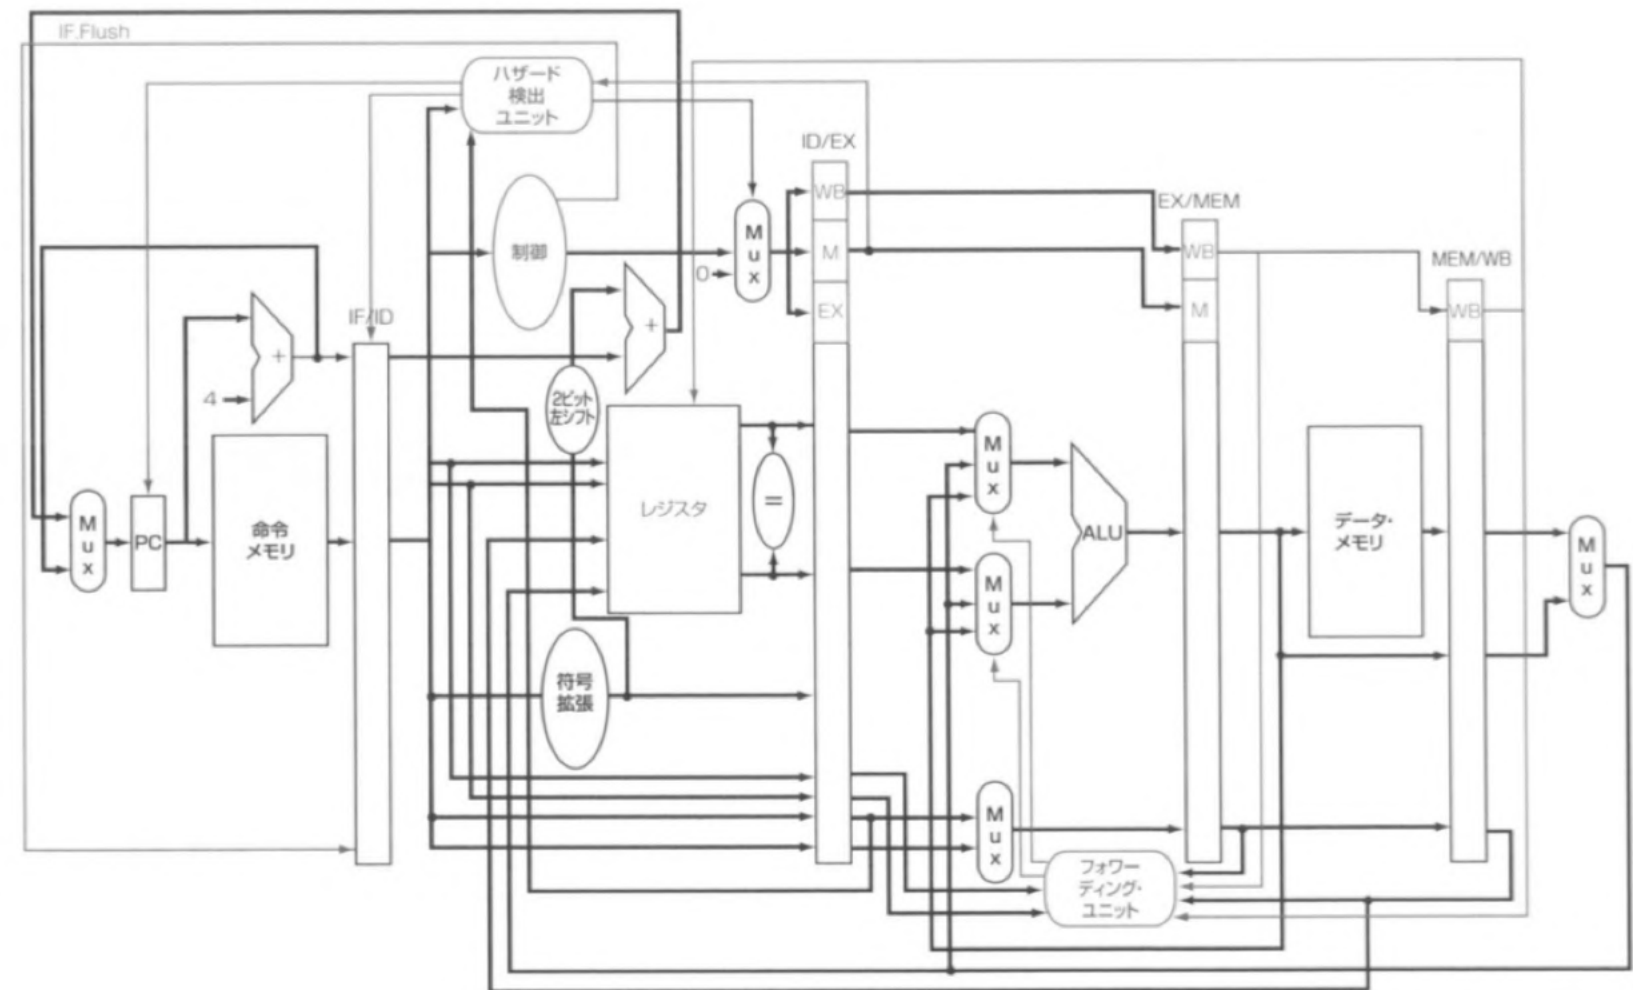 IF.Flush
ハザード
検出
ユニット
ID/EX
WB
M
EX
EX/MEM
WB
M
MEM/WB
WB
制御
M
u
x
0
+
IF/ID
+
4
2ビット
左シフト
M
u
x
PC
命令
メモリ
レジスタ
=
M
u
x
M
u
x
ALU
データ・
メモリ
M
u
x
符号
拡張
M
u
x
フォワー
ディング・
ユニット